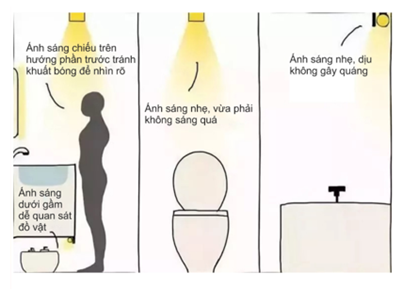 Ánh sáng chiếu trên
hướng phần trước tránh
khuất bóng để nhìn rõ
Ánh sáng
dưới gầm
dễ quan sát
đồ vật
Ánh sáng nhẹ, vừa phải
không sáng quá
Ánh sáng nhẹ, dịu
không gây quáng